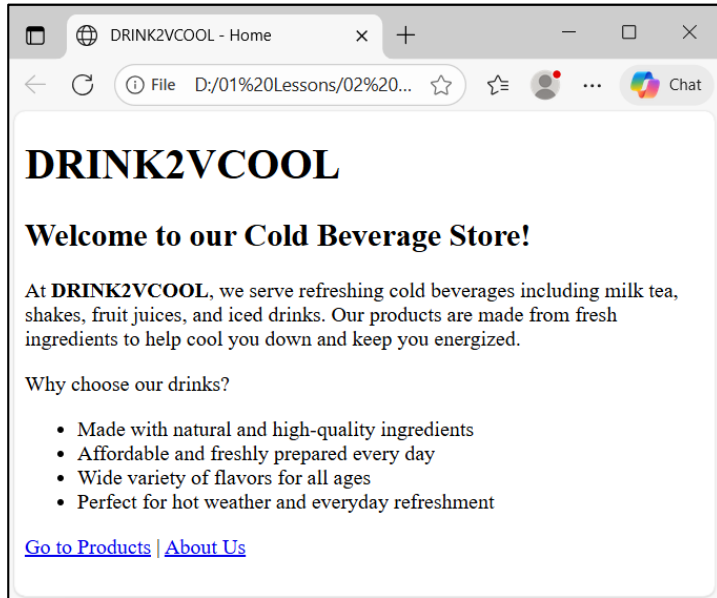 DRINK2VCOOL - Home
File D:/01%20Lessons/02%20...
Chat
DRINK2VCOOL
Welcome to our Cold Beverage Store!
At DRINK2VCOOL, we serve refreshing cold beverages including milk tea,
shakes, fruit juices, and iced drinks. Our products are made from fresh
ingredients to help cool you down and keep you energized.
Why choose our drinks?
• Made with natural and high-quality ingredients
• Affordable and freshly prepared every day
• Wide variety of flavors for all ages
• Perfect for hot weather and everyday refreshment
Go to Products | About Us